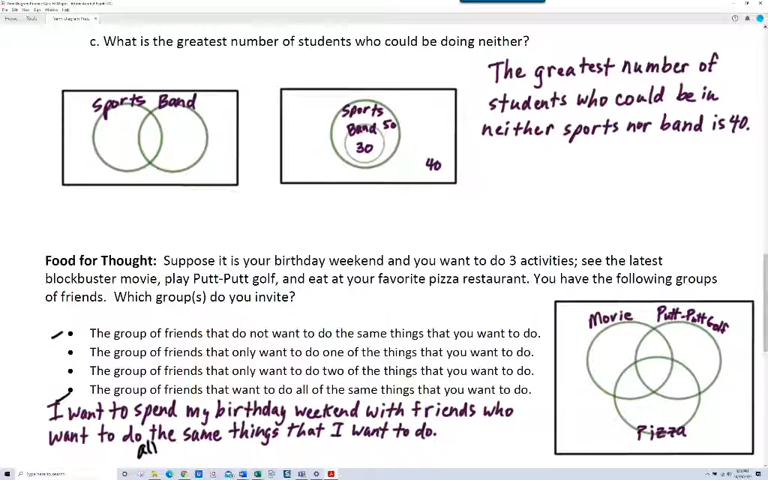 c. What is the greatest number of students who could be doing neither?
The greatest number of
students who could be in
neither sports nor band is 40.
Sports Band
Sports
Band 50
30
40
Food for Thought: Suppose it is your birthday weekend and you want to do 3 activities; see the latest
blockbuster movie, play Putt-Putt golf, and eat at your favorite pizza restaurant. You have the following groups
of friends. Which group(s) do you invite?
• The group of friends that do not want to do the same things that you want to do.
• The group of friends that only want to do one of the things that you want to do.
• The group of friends that only want to do two of the things that you want to do.
• The group of friends that want to do all of the same things that you want to do.
Movie Putt-Putt Golf
Pizza
I want to spend my birthday weekend with friends who
want to do the same things that I want to do.
all